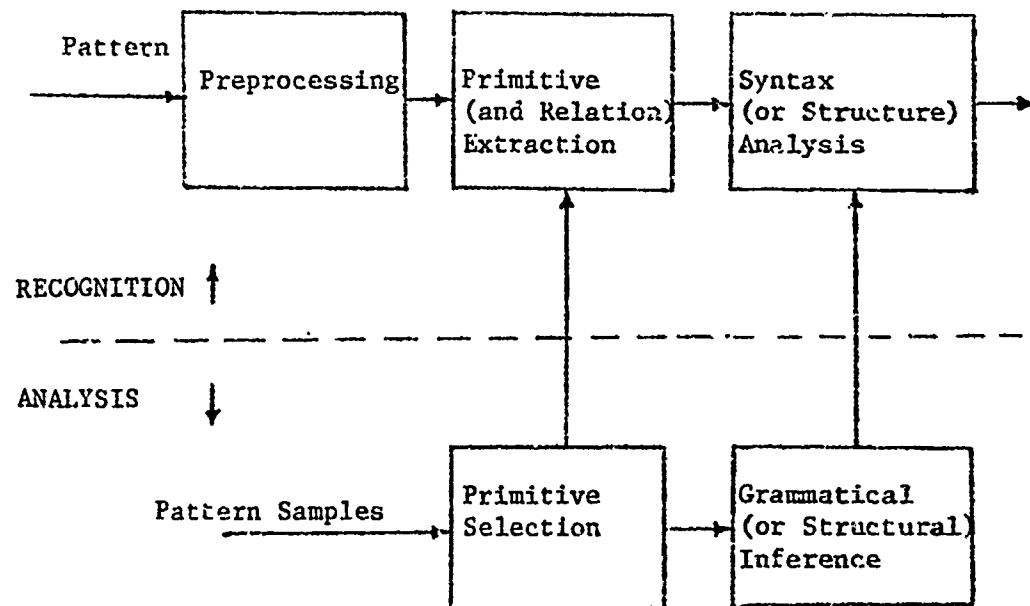 Pattern
Preprocessing
Primitive
(and Relation)
Extraction
Syntax
(or Structure)
Analysis
RECOGNITION
ANALYSIS
Pattern Samples
Primitive
Selection
Grammatical
(or Structural)
Inference